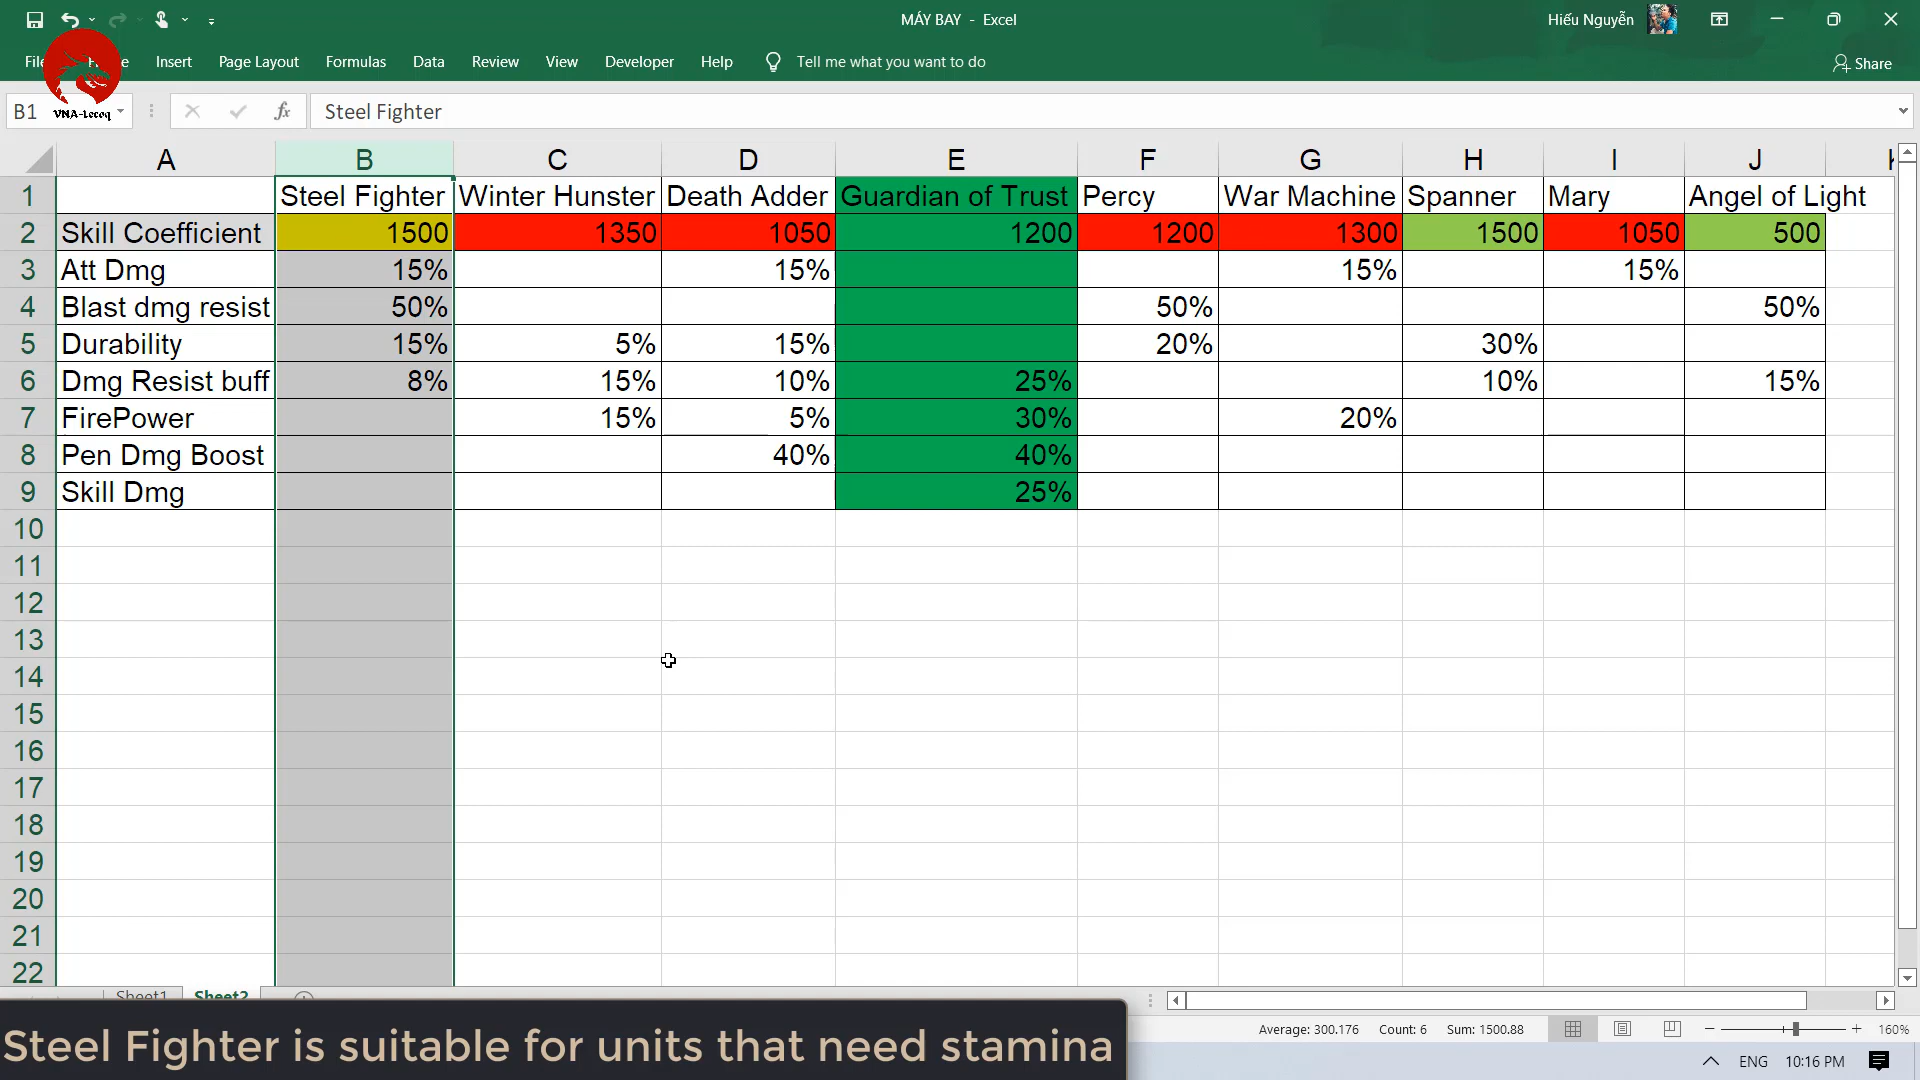 MÁY BAY - Excel
Hiếu Nguyễn
Insert Page Layout Formulas Data Review View Developer Help Tell me what you want to do
Share
VNA-Lecoq
B1 fx Steel Fighter
A B C D E F G H I J
1 Steel Fighter Winter Hunster Death Adder Guardian of Trust Percy War Machine Spanner Mary Angel of Light
2 Skill Coefficient 1500 1350 1050 1200 1200 1300 1500 1050 500
3 Att Dmg 15% 15% 15% 15%
4 Blast dmg resist 50% 50% 50%
5 Durability 15% 5% 15% 20% 30%
6 Dmg Resist buff 8% 15% 10% 25% 10% 15%
7 FirePower 15% 5% 30% 20%
8 Pen Dmg Boost 40% 40%
9 Skill Dmg 25%
10
11
12
13
14
15
16
17
18
19
20
21
22
Sheet1 Sheet2
Steel Fighter is suitable for units that need stamina
Average: 300.176 Count: 6 Sum: 1500.88 160%
ENG 10:16 PM